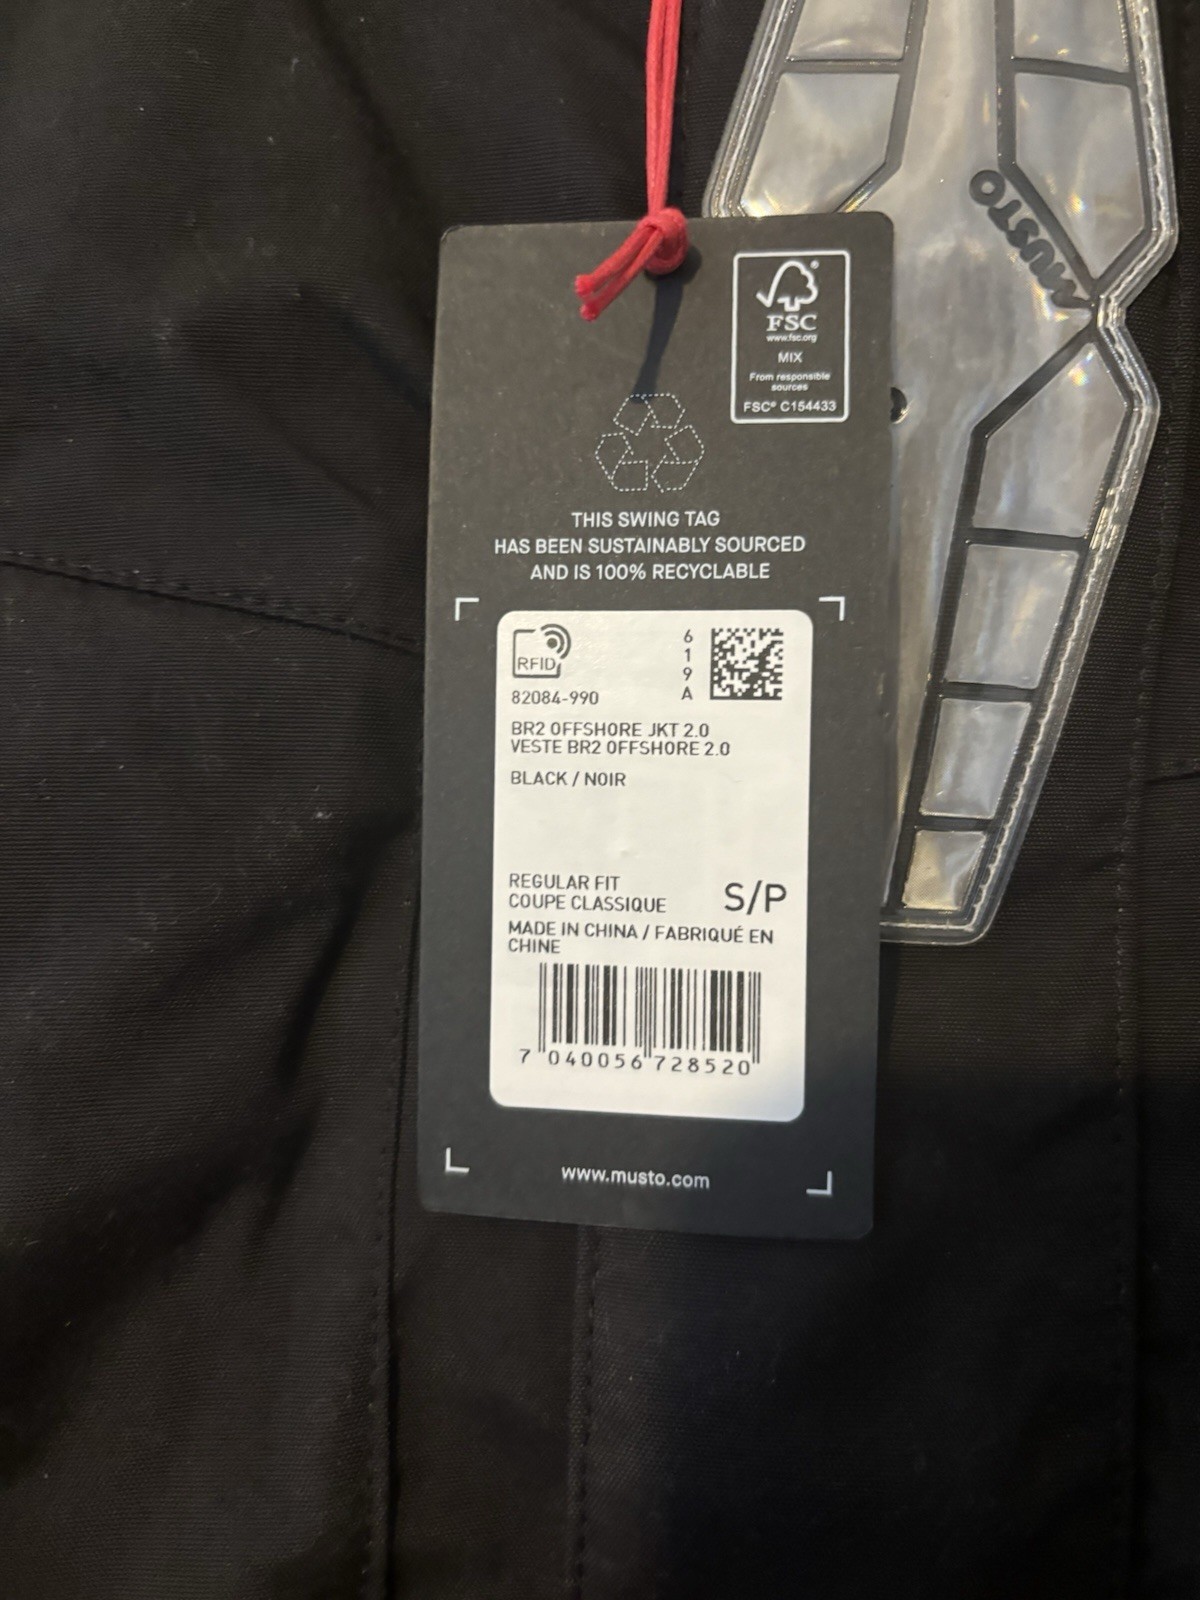 MUSTO
FSC
www.fsc.org
MIX
From responsible
sources
FSC® C154433
THIS SWING TAG
HAS BEEN SUSTAINABLY SOURCED
AND IS 100% RECYCLABLE
RFID
6
1
9
A
82084-990
BR2 OFFSHORE JKT 2.0
VESTE BR2 OFFSHORE 2.0
BLACK / NOIR
REGULAR FIT
COUPE CLASSIQUE
S/P
MADE IN CHINA / FABRIQUÉ EN
CHINE
7 040056 728520
www.musto.com